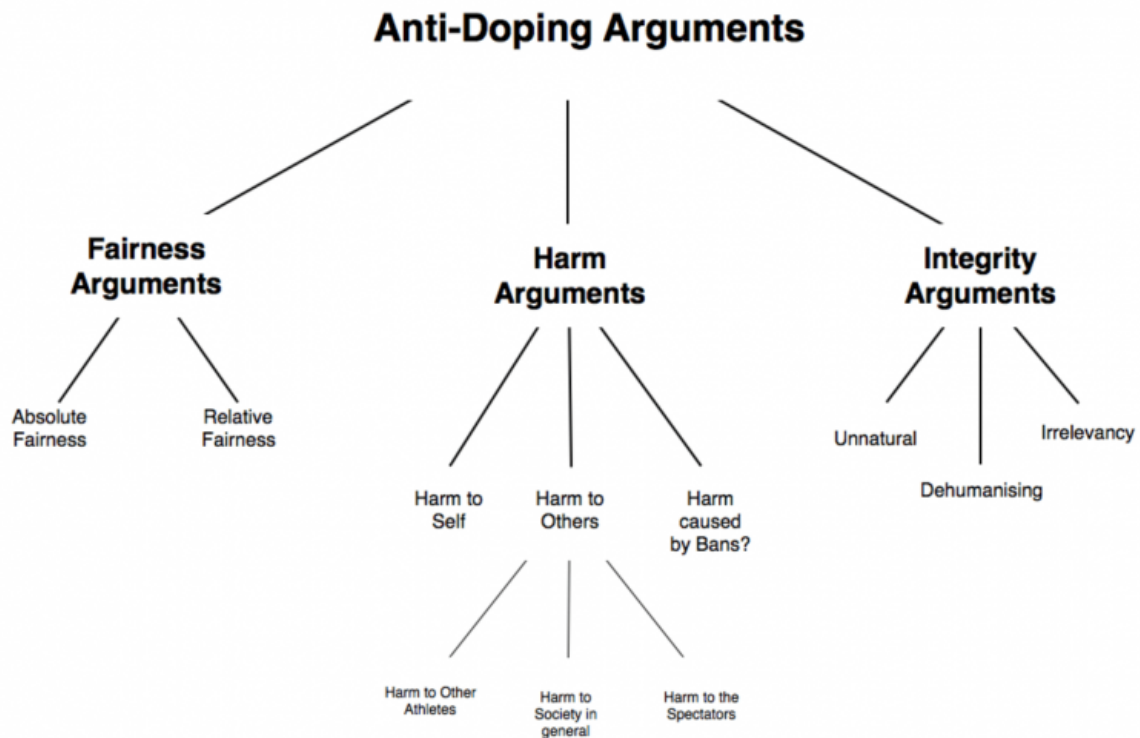 Anti-Doping Arguments
Fairness
Arguments
Harm
Arguments
Integrity
Arguments
Absolute
Fairness
Relative
Fairness
Unnatural
Dehumanising
Irrelevancy
Harm to
Self
Harm to
Others
Harm
caused
by Bans?
Harm to Other
Athletes
Harm to
Society in
general
Harm to the
Spectators